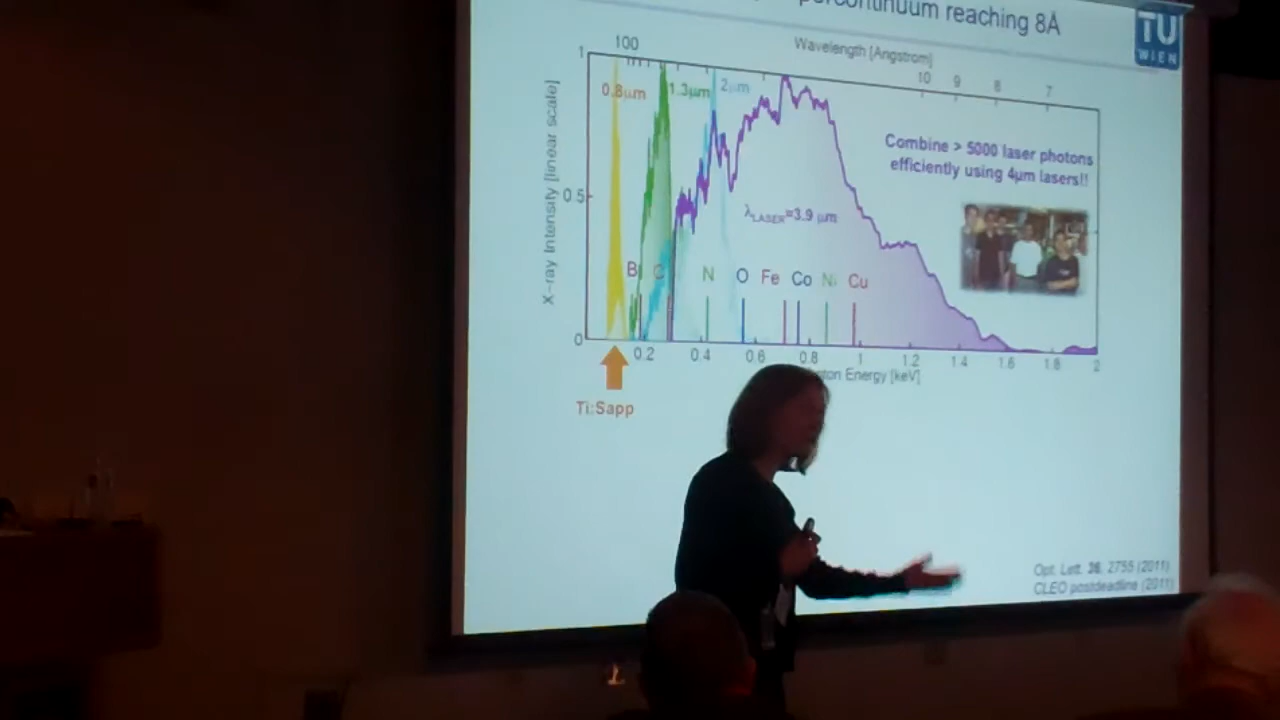 reaching 8Å
TU
WIEN
Wavelength [Angstrom]
100
10 9 8 7
1
0.8µm 1.3µm 2µm
Combine > 5000 laser photons
efficiently using 4µm lasers!!
X-ray Intensity [linear scale]
0.5
λLASER=3.9 µm
B C N O Fe Co Ni Cu
0
0.2 0.4 0.6 0.8 1 1.2 1.4 1.6 1.8 2
Energy [keV]
Ti:Sapp
Opt. Lett. 36, 2755 (2011)
CLEO postdeadline (2011)